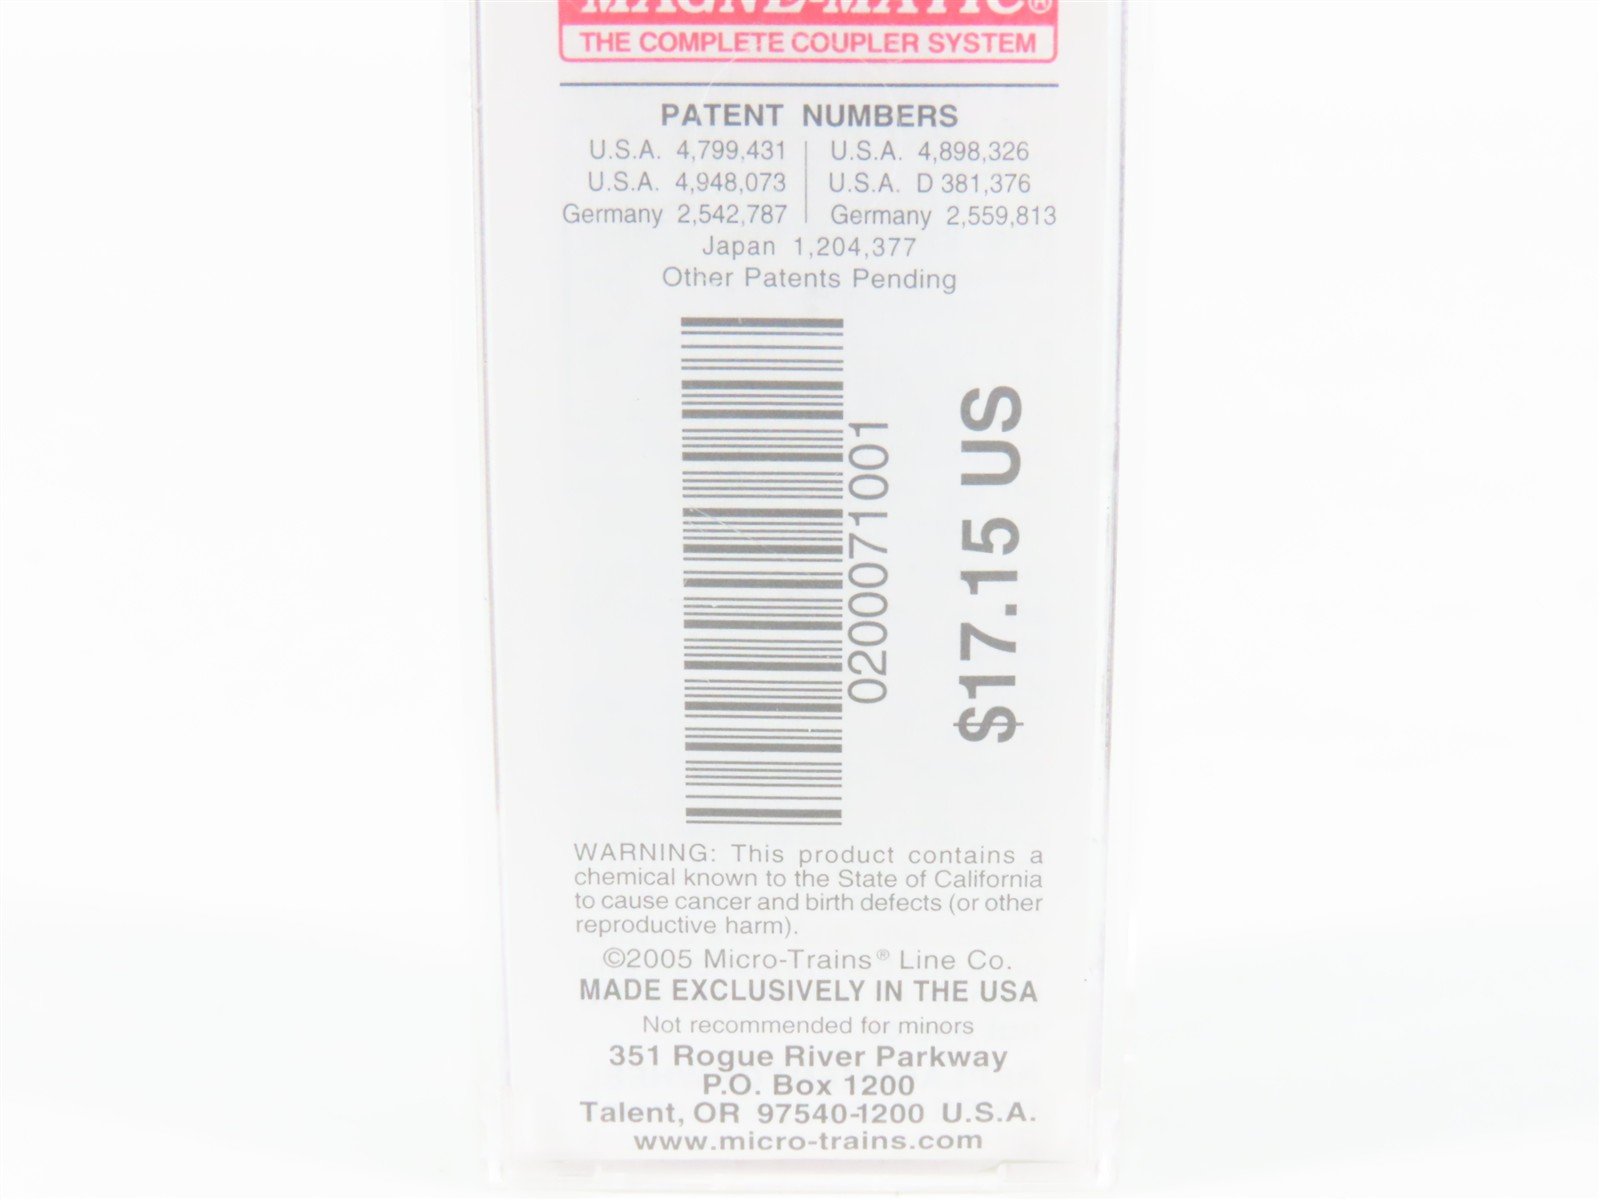 MAGNE-MATIC®
THE COMPLETE COUPLER SYSTEM
PATENT NUMBERS
U.S.A. 4,799,431 | U.S.A. 4,898,326
U.S.A. 4,948,073 | U.S.A. D 381,376
Germany 2,542,787 | Germany 2,559,813
Japan 1,204,377
Other Patents Pending
0200071001
$17.15 US
WARNING: This product contains a
chemical known to the State of California
to cause cancer and birth defects (or other
reproductive harm).
©2005 Micro-Trains® Line Co.
MADE EXCLUSIVELY IN THE USA
Not recommended for minors
351 Rogue River Parkway
P.O. Box 1200
Talent, OR 97540-1200 U.S.A.
www.micro-trains.com